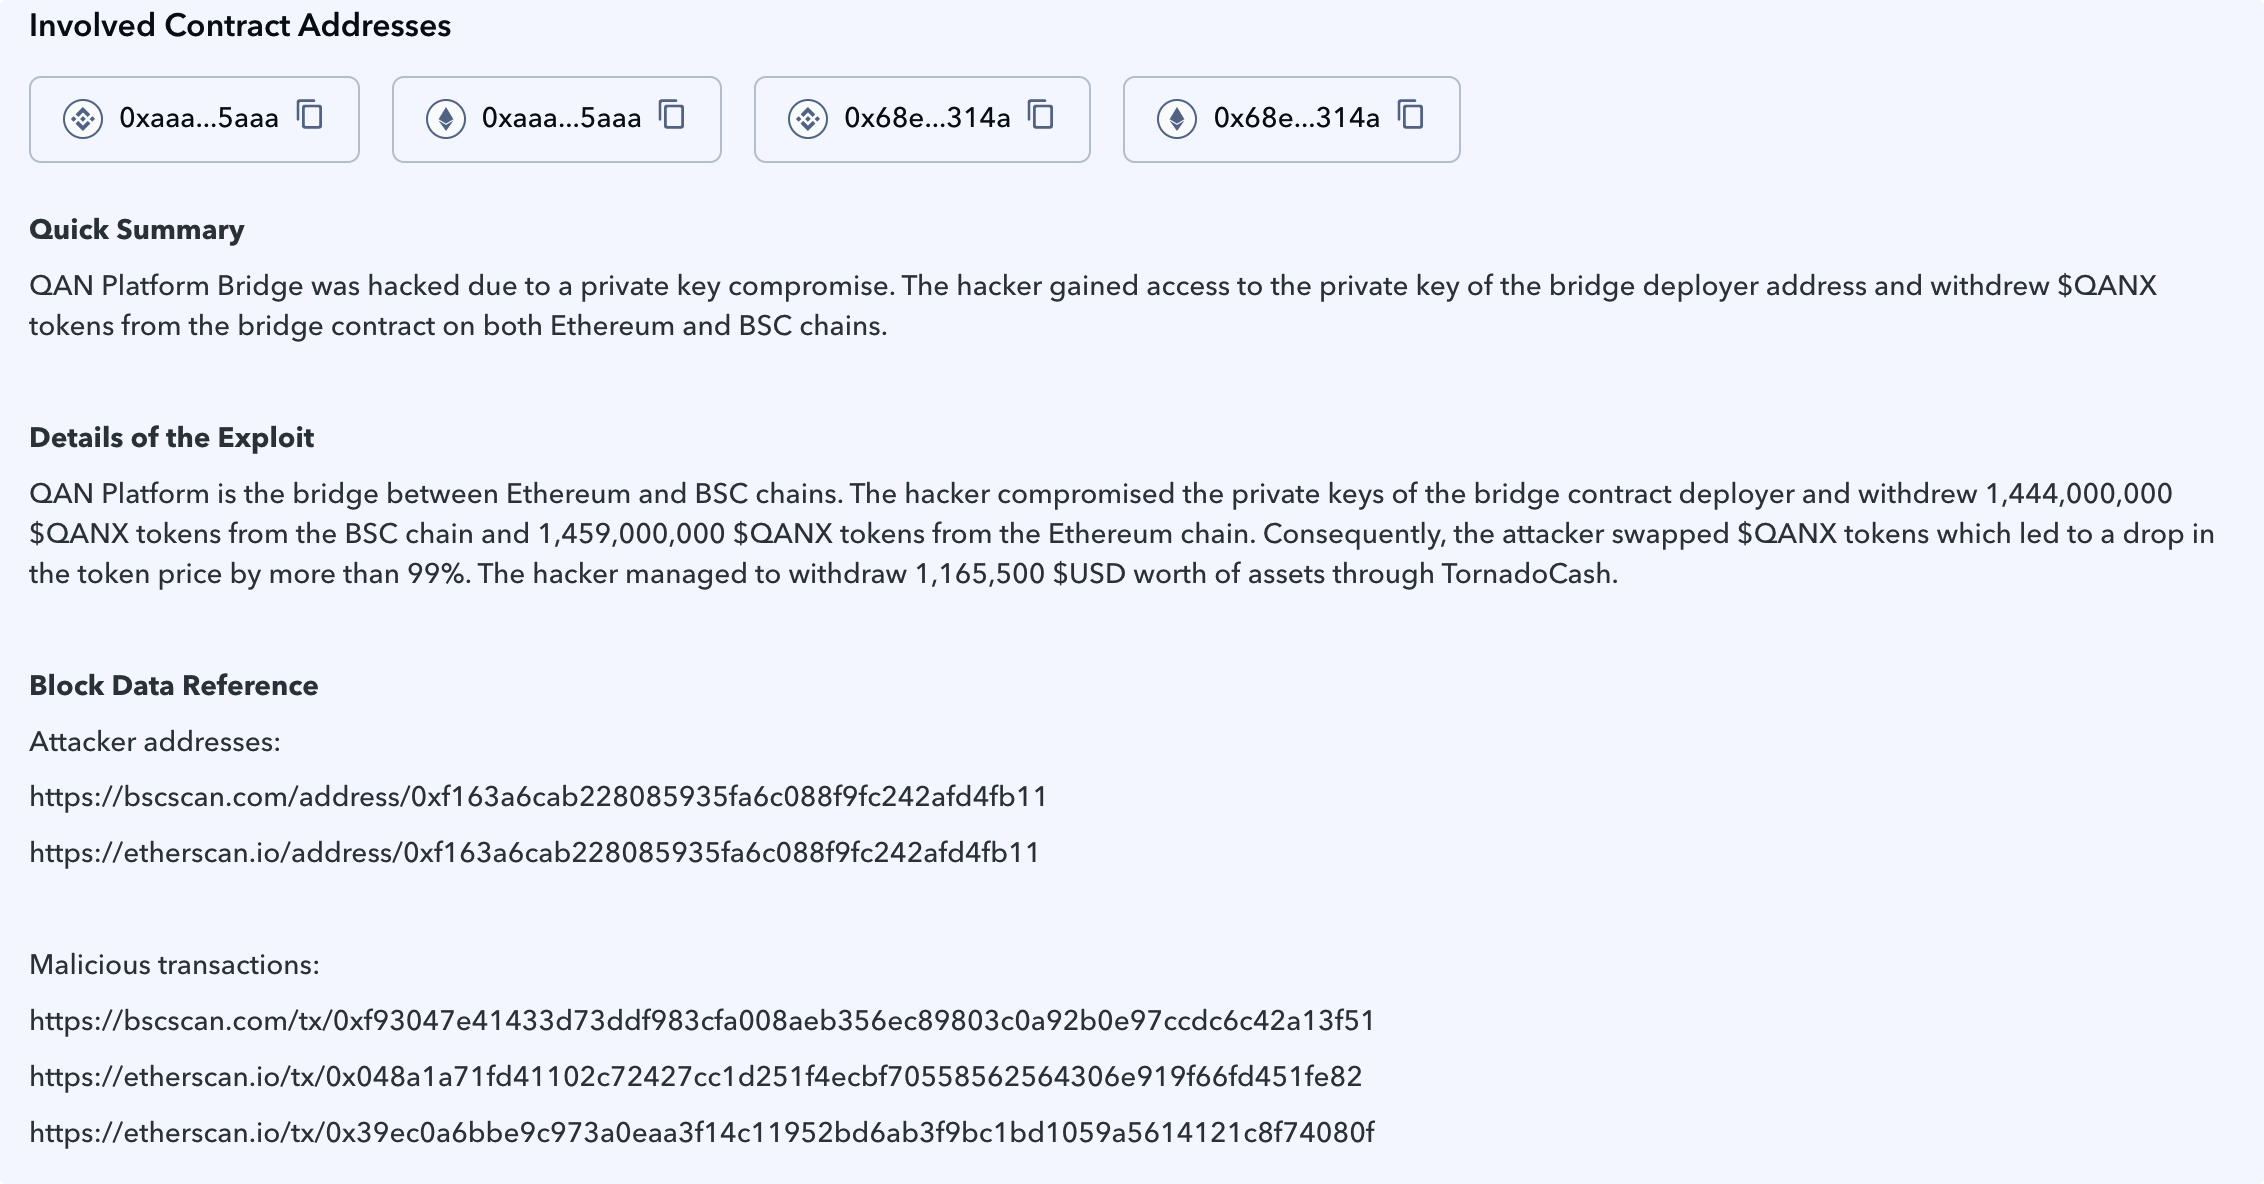 Involved Contract Addresses
0xaaa...5aaa 0xaaa...5aaa 0x68e...314a 0x68e...314a
Quick Summary
QAN Platform Bridge was hacked due to a private key compromise. The hacker gained access to the private key of the bridge deployer address and withdrew $QANX
tokens from the bridge contract on both Ethereum and BSC chains.
Details of the Exploit
QAN Platform is the bridge between Ethereum and BSC chains. The hacker compromised the private keys of the bridge contract deployer and withdrew 1,444,000,000
$QANX tokens from the BSC chain and 1,459,000,000 $QANX tokens from the Ethereum chain. Consequently, the attacker swapped $QANX tokens which led to a drop in
the token price by more than 99%. The hacker managed to withdraw 1,165,500 $USD worth of assets through TornadoCash.
Block Data Reference
Attacker addresses:
https://bscscan.com/address/0xf163a6cab228085935fa6c088f9fc242afd4fb11
https://etherscan.io/address/0xf163a6cab228085935fa6c088f9fc242afd4fb11
Malicious transactions:
https://bscscan.com/tx/0xf93047e41433d73ddf983cfa008aeb356ec89803c0a92b0e97ccdc6c42a13f51
https://etherscan.io/tx/0x048a1a71fd41102c72427cc1d251f4ecbf70558562564306e919f66fd451fe82
https://etherscan.io/tx/0x39ec0a6bbe9c973a0eaa3f14c11952bd6ab3f9bc1bd1059a5614121c8f74080f